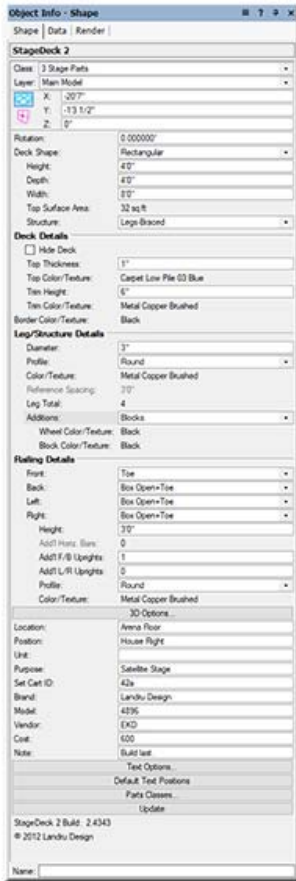 Object Info - Shape
Shape Data Render
StageDeck 2
Class: 3 Stage Parts
Layer: Main Model
X: -20'7"
Y: -1'3 1/2"
Z: 0"
Rotation: 0.000000°
Deck Shape: Rectangular
Height: 4'0"
Depth: 4'0"
Width: 8'0"
Top Surface Area: 32 sq ft
Structure: Legs-Braced
Deck Details
Hide Deck
Top Thickness: 1"
Top Color/Texture: Carpet Low Pile 03 Blue
Trim Height: 6"
Trim Color/Texture: Metal Copper Brushed
Border Color/Texture: Black
Leg/Structure Details
Diameter: 3"
Profile: Round
Color/Texture: Metal Copper Brushed
Reference Spacing: 3'0"
Leg Total: 4
Additions: Blocks
Wheel Color/Texture: Black
Block Color/Texture: Black
Railing Details
Front: Toe
Back: Box Open+Toe
Left: Box Open+Toe
Right: Box Open+Toe
Height: 3'0"
Add'l Horiz. Bars: 0
Add'l F/B Uprights: 1
Add'l L/R Uprights: 0
Profile: Round
Color/Texture: Metal Copper Brushed
3D Options...
Location: Arena Floor
Position: House Right
Unit:
Purpose: Satellite Stage
Set Cart ID: 42a
Brand: Landru Design
Model: 4896
Vendor: EKO
Cost: 600
Note: Build last
Text Options...
Default Text Positions
Parts Classes...
Update
StageDeck 2 Build: 2.4343
© 2012 Landru Design
Name: